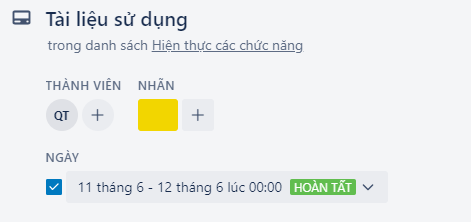 Tài liệu sử dụng
trong danh sách Hiện thực các chức năng
THÀNH VIÊN NHÃN
QT + +
NGÀY
11 tháng 6 - 12 tháng 6 lúc 00:00 HOÀN TẤT